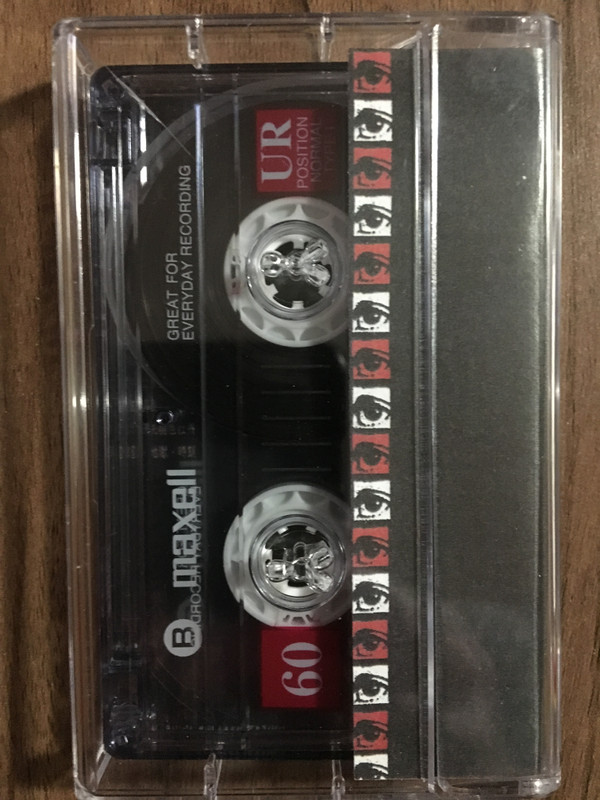 B maxell
GREAT FOR
EVERYDAY RECORDING
60
UR
POSITION
NORMAL